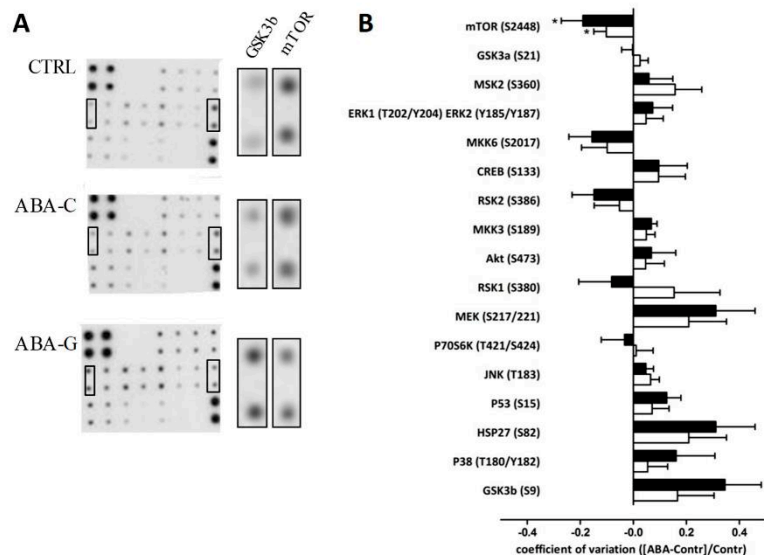 A
GSK3b
mTOR
CTRL
ABA-C
ABA-G
B
mTOR (S2448)
*
*
GSK3a (S21)
MSK2 (S360)
ERK1 (T202/Y204) ERK2 (Y185/Y187)
MKK6 (S2017)
CREB (S133)
RSK2 (S386)
MKK3 (S189)
Akt (S473)
RSK1 (S380)
MEK (S217/221)
P70S6K (T421/S424)
JNK (T183)
P53 (S15)
HSP27 (S82)
P38 (T180/Y182)
GSK3b (S9)
-0.4 -0.2 -0.0 0.2 0.4
coefficient of variation ([ABA-Contr]/Contr)